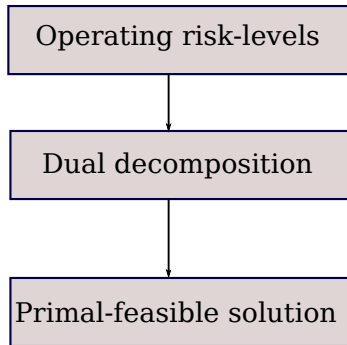 Operating risk-levels
Dual decomposition
Primal-feasible solution